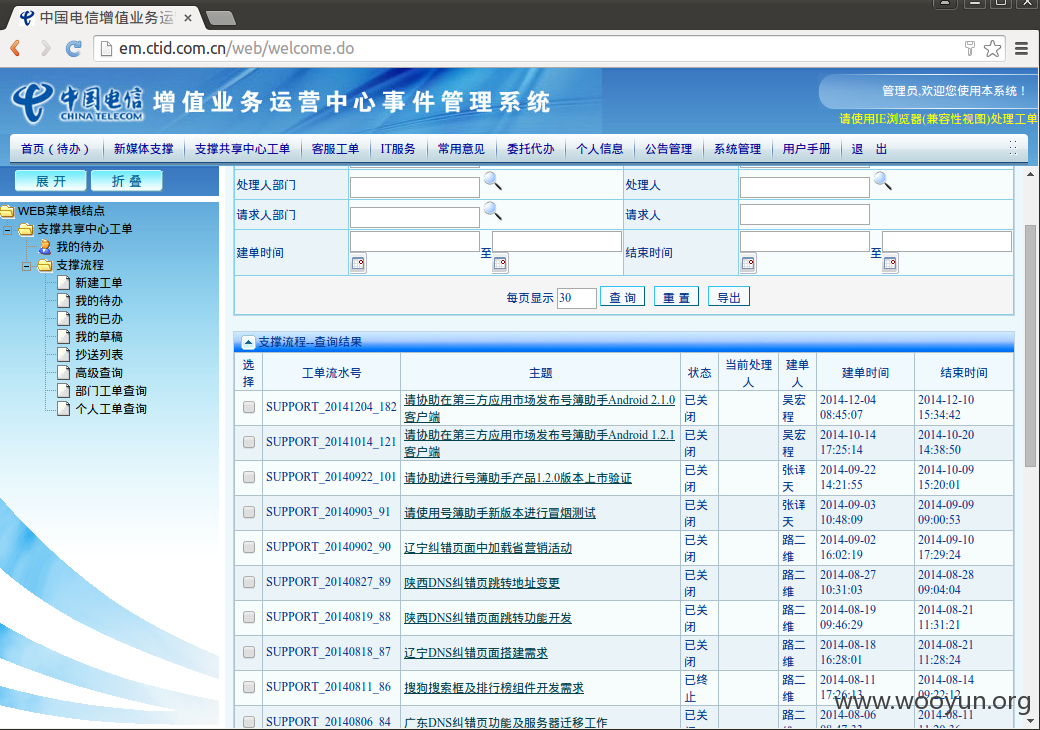 中国电信增值业务运
em.ctid.com.cn/web/welcome.do
中国电信 CHINA TELECOM 增值业务运营中心事件管理系统
管理员,欢迎您使用本系统！
请使用IE浏览器(兼容性视图)处理工单
首页（待办） 新媒体支撑 支撑共享中心工单 客服工单 IT服务 常用意见 委托代办 个人信息 公告管理 系统管理 用户手册 退 出
展 开 折 叠
WEB菜单根结点
支撑共享中心工单
我的待办
支撑流程
新建工单
我的待办
我的已办
我的草稿
抄送列表
高级查询
部门工单查询
个人工单查询
处理人部门 处理人
请求人部门 请求人
建单时间 至 结束时间 至
每页显示 30 查 询 重 置 导出
支撑流程--查询结果
选择 工单流水号 主题 状态 当前处理人 建单人 建单时间 结束时间
SUPPORT_20141204_182 请协助在第三方应用市场发布号簿助手Android 2.1.0客户端 已关闭 吴宏程 2014-12-04 08:45:07 2014-12-10 15:34:42
SUPPORT_20141014_121 请协助在第三方应用市场发布号簿助手Android 1.2.1客户端 已关闭 吴宏程 2014-10-14 17:25:14 2014-10-20 14:38:50
SUPPORT_20140922_101 请协助进行号簿助手产品1.2.0版本上市验证 已关闭 张译天 2014-09-22 14:21:55 2014-10-09 15:20:01
SUPPORT_20140903_91 请使用号簿助手新版本进行冒烟测试 已关闭 张译天 2014-09-03 10:48:09 2014-09-09 09:00:53
SUPPORT_20140902_90 辽宁纠错页面中加载省营销活动 已关闭 路二维 2014-09-02 16:02:19 2014-09-10 17:29:24
SUPPORT_20140827_89 陕西DNS纠错页跳转地址变更 已关闭 路二维 2014-08-27 10:31:03 2014-08-28 09:04:04
SUPPORT_20140819_88 陕西DNS纠错页面跳转功能开发 已关闭 路二维 2014-08-19 09:46:29 2014-08-21 11:31:21
SUPPORT_20140818_87 辽宁DNS纠错页面搭建需求 已关闭 路二维 2014-08-18 16:28:01 2014-08-21 11:28:24
SUPPORT_20140811_86 搜狗搜索框及排行榜组件开发需求 已终止 路二维 2014-08-11 17:26:13 2014-08-14 09:22:12
SUPPORT_20140806_84 广东DNS纠错页功能及服务器迁移工作 已关 路二 2014-08-06 2014-08-11
www.wooyun.org